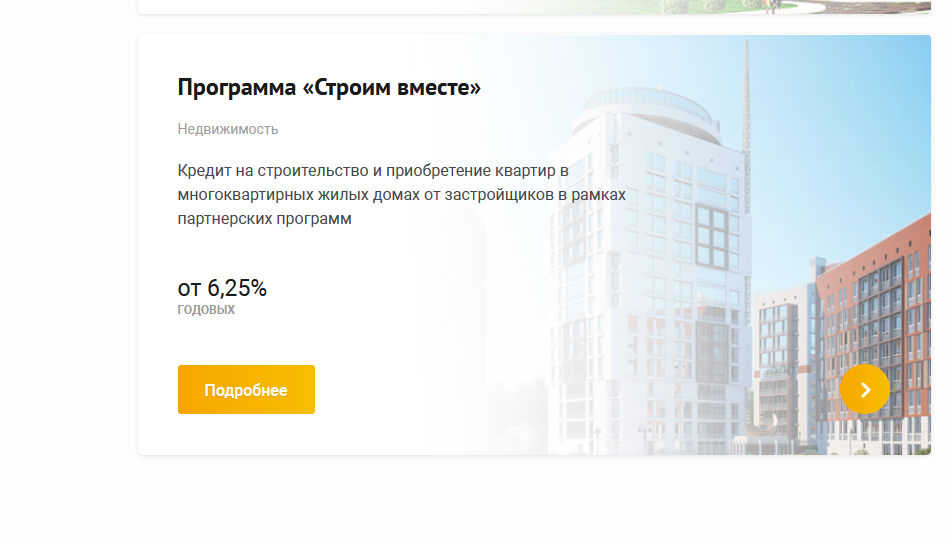 Программа «Строим вместе»
Недвижимость
Кредит на строительство и приобретение квартир в
многоквартирных жилых домах от застройщиков в рамках
партнерских программ
от 6,25%
годовых
Подробнее